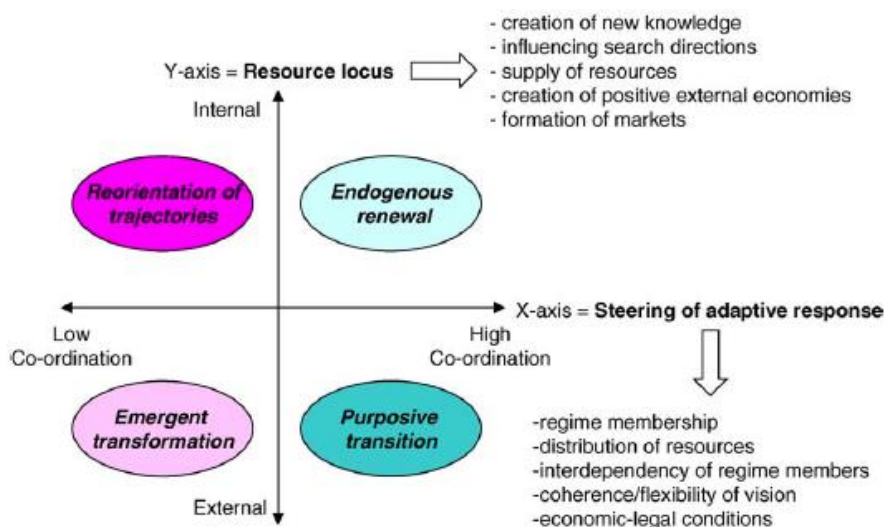 - creation of new knowledge
- influencing search directions
Y-axis = Resource locus
- supply of resources
- creation of positive external economies
Internal
- formation of markets
Reorientation of
trajectories
Endogenous
renewal
X-axis = Steering of adaptive response
Low
Co-ordination
High
Co-ordination
Emergent
transformation
Purposive
transition
-regime membership
-distribution of resources
-interdependency of regime members
-coherence/flexibility of vision
External
-economic-legal conditions